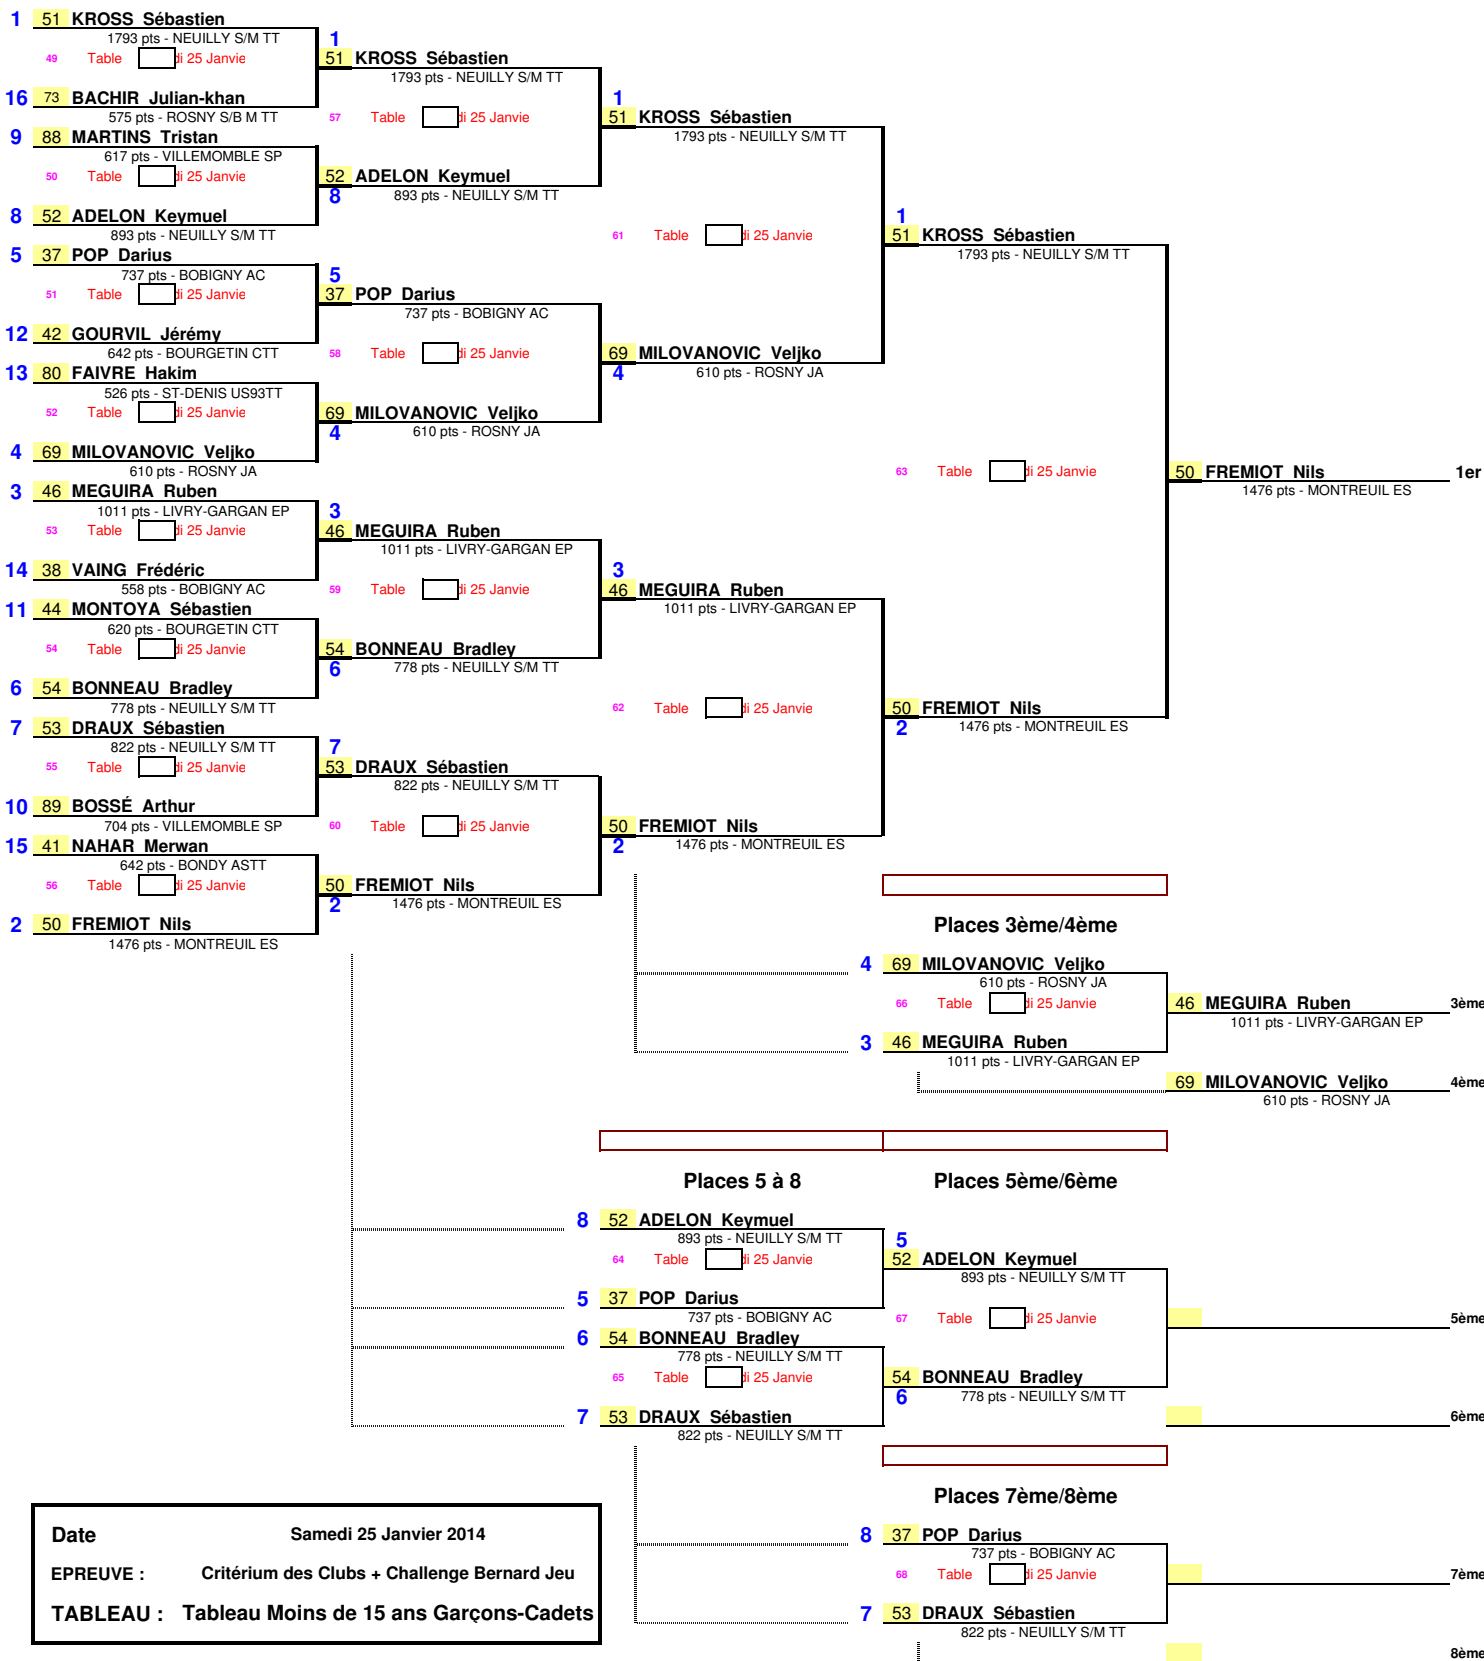 1 51 KROSS Sébastien
1793 pts - NEUILLY S/M TT
49 Table di 25 Janvie
16 73 BACHIR Julian-khan
575 pts - ROSNY S/B M TT
9 88 MARTINS Tristan
617 pts - VILLEMOMBLE SP
50 Table di 25 Janvie
8 52 ADELON Keymuel
893 pts - NEUILLY S/M TT
5 37 POP Darius
737 pts - BOBIGNY AC
51 Table di 25 Janvie
12 42 GOURVIL Jérémy
642 pts - BOURGETIN CTT
13 80 FAIVRE Hakim
526 pts - ST-DENIS US93TT
52 Table di 25 Janvie
4 69 MILOVANOVIC Veljko
610 pts - ROSNY JA
3 46 MEGUIRA Ruben
1011 pts - LIVRY-GARGAN EP
53 Table di 25 Janvie
14 38 VAING Frédéric
558 pts - BOBIGNY AC
11 44 MONTOYA Sébastien
620 pts - BOURGETIN CTT
54 Table di 25 Janvie
6 54 BONNEAU Bradley
778 pts - NEUILLY S/M TT
7 53 DRAUX Sébastien
822 pts - NEUILLY S/M TT
55 Table di 25 Janvie
10 89 BOSSÉ Arthur
704 pts - VILLEMOMBLE SP
15 41 NAHAR Merwan
642 pts - BONDY ASTT
56 Table di 25 Janvie
2 50 FREMIOT Nils
1476 pts - MONTREUIL ES
1
51 KROSS Sébastien
1793 pts - NEUILLY S/M TT
57 Table di 25 Janvie
52 ADELON Keymuel
8 893 pts - NEUILLY S/M TT
5
37 POP Darius
737 pts - BOBIGNY AC
58 Table di 25 Janvie
69 MILOVANOVIC Veljko
4 610 pts - ROSNY JA
3
46 MEGUIRA Ruben
1011 pts - LIVRY-GARGAN EP
59 Table di 25 Janvie
54 BONNEAU Bradley
6 778 pts - NEUILLY S/M TT
7
53 DRAUX Sébastien
822 pts - NEUILLY S/M TT
60 Table di 25 Janvie
50 FREMIOT Nils
2 1476 pts - MONTREUIL ES
1
51 KROSS Sébastien
1793 pts - NEUILLY S/M TT
61 Table di 25 Janvie
69 MILOVANOVIC Veljko
4 610 pts - ROSNY JA
3
46 MEGUIRA Ruben
1011 pts - LIVRY-GARGAN EP
62 Table di 25 Janvie
50 FREMIOT Nils
2 1476 pts - MONTREUIL ES
1
51 KROSS Sébastien
1793 pts - NEUILLY S/M TT
63 Table di 25 Janvie
50 FREMIOT Nils
2 1476 pts - MONTREUIL ES
50 FREMIOT Nils 1er
1476 pts - MONTREUIL ES
Places 3ème/4ème
4 69 MILOVANOVIC Veljko
610 pts - ROSNY JA
66 Table di 25 Janvie
3 46 MEGUIRA Ruben
1011 pts - LIVRY-GARGAN EP
46 MEGUIRA Ruben 3ème
1011 pts - LIVRY-GARGAN EP
69 MILOVANOVIC Veljko 4ème
610 pts - ROSNY JA
Places 5 à 8
8 52 ADELON Keymuel
893 pts - NEUILLY S/M TT
64 Table di 25 Janvie
5 37 POP Darius
737 pts - BOBIGNY AC
6 54 BONNEAU Bradley
778 pts - NEUILLY S/M TT
65 Table di 25 Janvie
7 53 DRAUX Sébastien
822 pts - NEUILLY S/M TT
Places 5ème/6ème
5
52 ADELON Keymuel
893 pts - NEUILLY S/M TT
67 Table di 25 Janvie
54 BONNEAU Bradley
6 778 pts - NEUILLY S/M TT
5ème
6ème
Places 7ème/8ème
8 37 POP Darius
737 pts - BOBIGNY AC
68 Table di 25 Janvie
7 53 DRAUX Sébastien
822 pts - NEUILLY S/M TT
7ème
8ème
Date Samedi 25 Janvier 2014
EPREUVE : Critérium des Clubs + Challenge Bernard Jeu
TABLEAU : Tableau Moins de 15 ans Garçons-Cadets